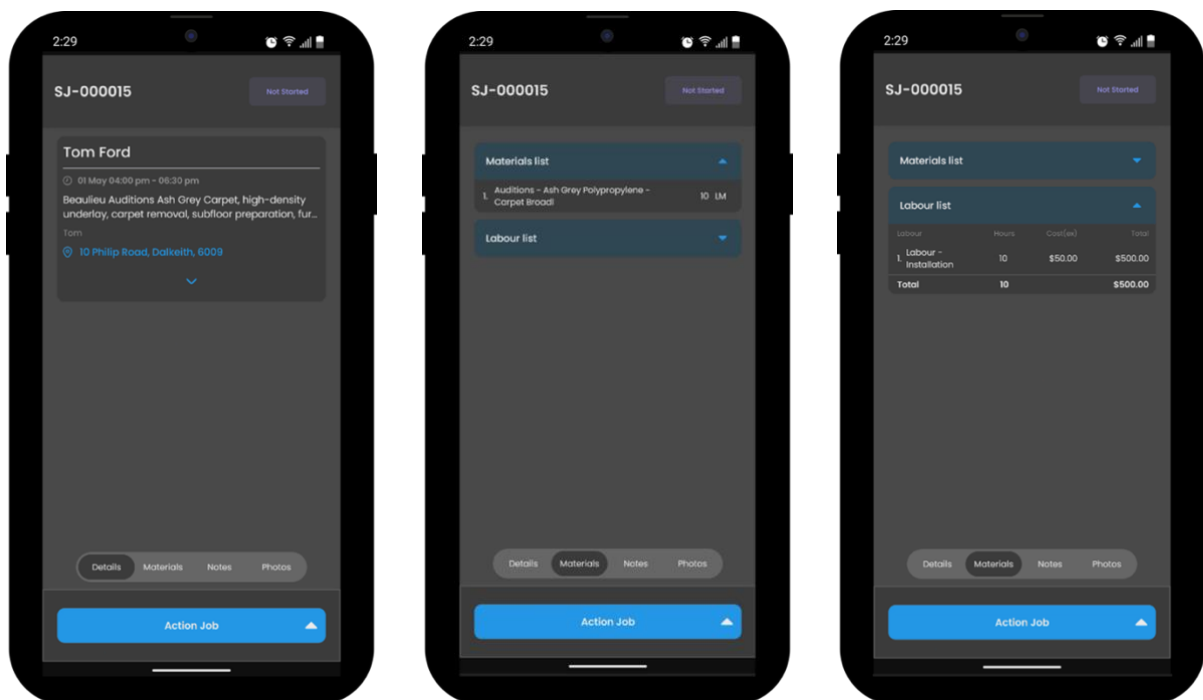 2:29
SJ-000015
Not Started
Tom Ford
01 May 04:00 pm - 06:30 pm
Beaulieu Auditions Ash Grey Carpet, high-density
underlay, carpet removal, subfloor preparation, fur...
Tom
10 Philip Road, Dalkeith, 6009
Details Materials Notes Photos
Action Job
2:29
SJ-000015
Not Started
Materials list
1. Auditions - Ash Grey Polypropylene -
Carpet Broadl 10 LM
Labour list
Details Materials Notes Photos
Action Job
2:29
SJ-000015
Not Started
Materials list
Labour list
Labour Hours Cost(ex) Total
1. Labour -
Installation 10 $50.00 $500.00
Total 10 $500.00
Details Materials Notes Photos
Action Job